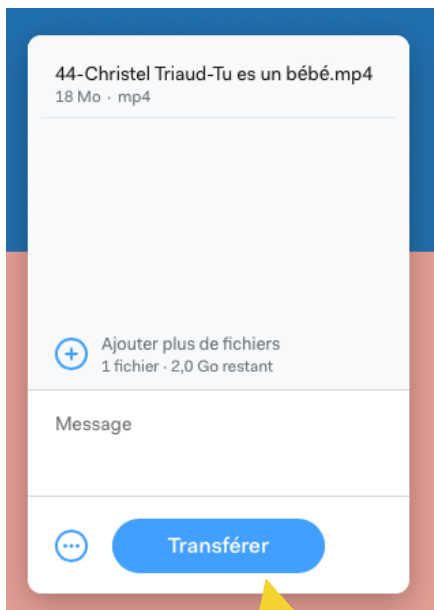 44-Christel Triaud-Tu es un bébé.mp4
18 Mo · mp4
Ajouter plus de fichiers
1 fichier · 2,0 Go restant
Message
Transférer